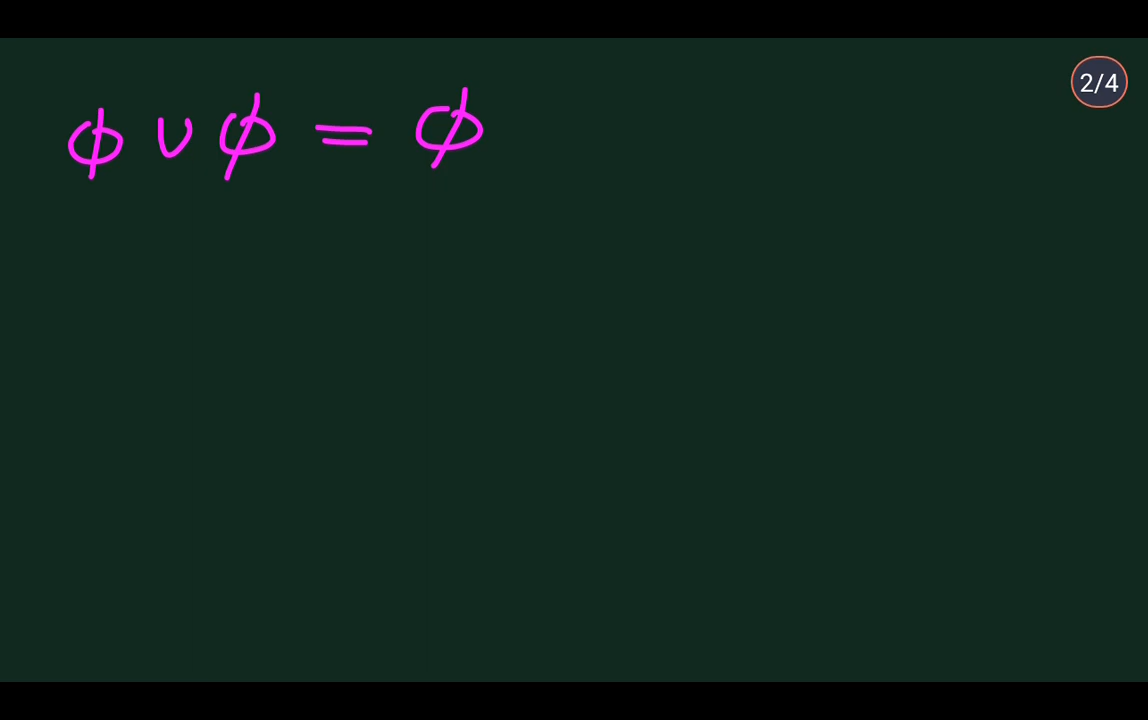 ϕ ∪ ϕ = ϕ
2/4